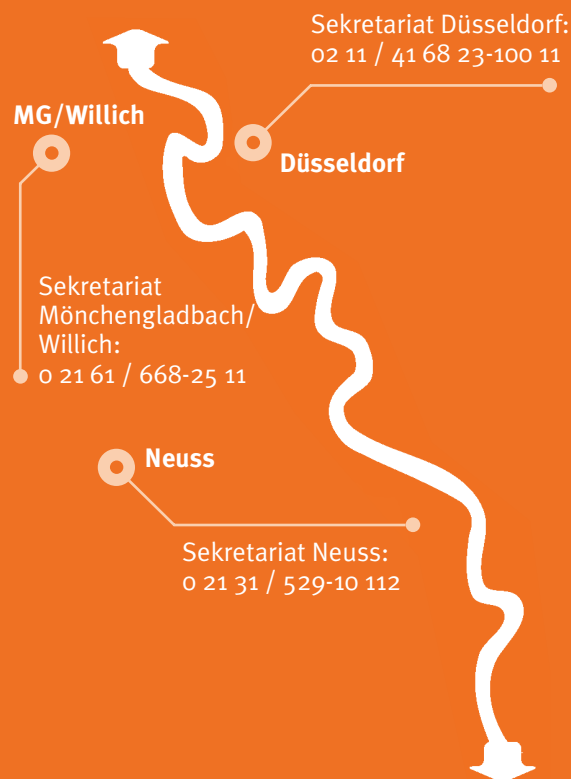 Sekretariat Düsseldorf:
02 11 / 41 68 23-100 11
MG/Willich
Düsseldorf
Sekretariat
Mönchengladbach/
Willich:
0 21 61 / 668-25 11
Neuss
Sekretariat Neuss:
0 21 31 / 529-10 112